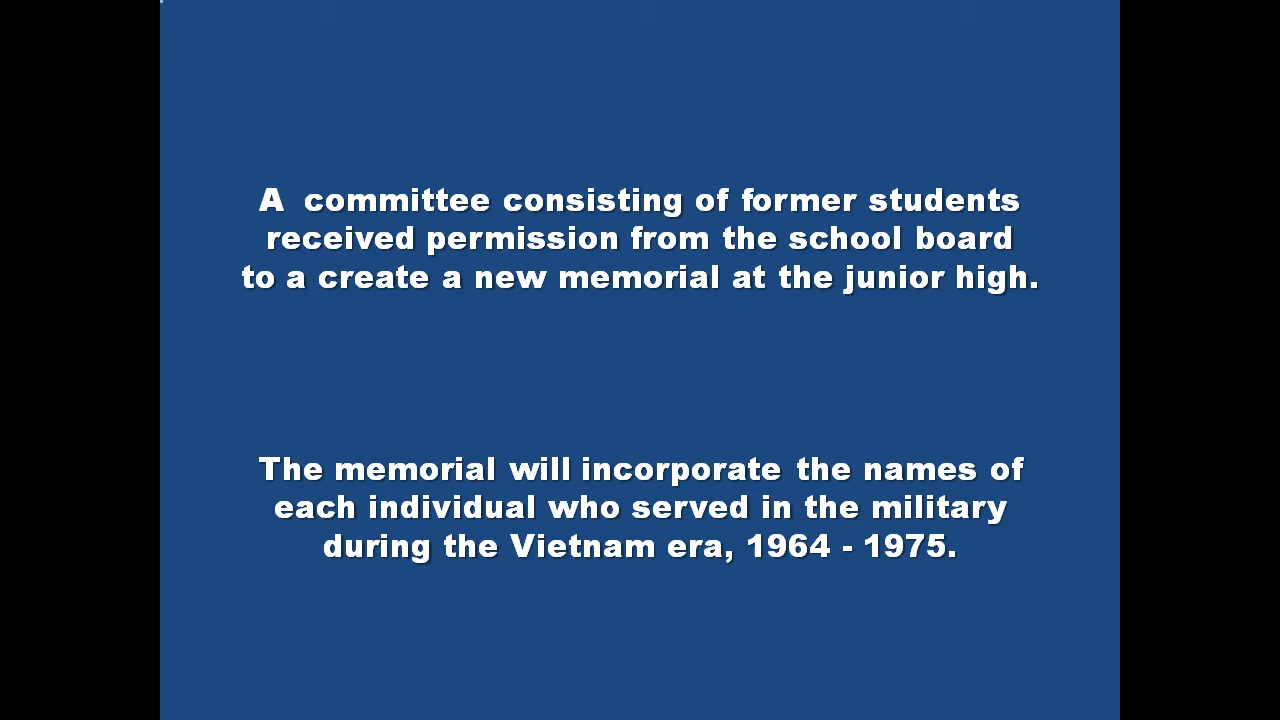 A committee consisting of former students
received permission from the school board
to a create a new memorial at the junior high.
The memorial will incorporate the names of
each individual who served in the military
during the Vietnam era, 1964 - 1975.